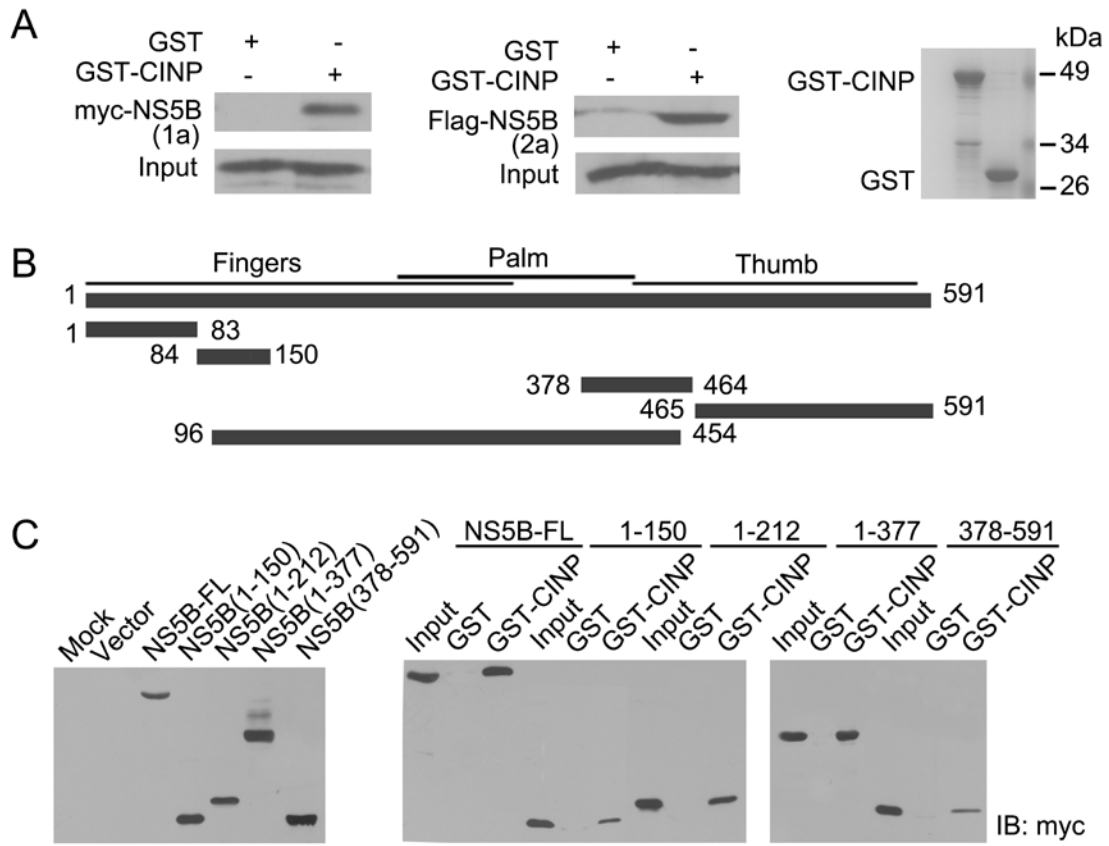 A
GST + -
GST-CINP - +
myc-NS5B
(1a)
Input
GST + -
GST-CINP - +
Flag-NS5B
(2a)
Input
kDa
GST-CINP
49
34
GST
26
B
Fingers Palm Thumb
1 591
1 83
84 150
378 464
465 591
96 454
C
Mock
Vector
NS5B-FL
NS5B(1-150)
NS5B(1-212)
NS5B(1-377)
NS5B(378-591)
NS5B-FL 1-150 1-212 1-377 378-591
Input
GST
GST-CINP
Input
GST
GST-CINP
Input
GST
GST-CINP
Input
GST
GST-CINP
Input
GST
GST-CINP
IB: myc